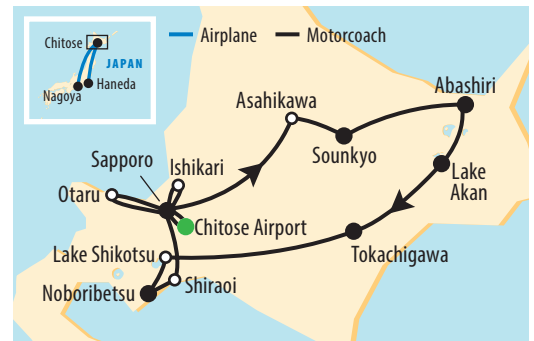 Chitose
JAPAN
Nagoya
Haneda
Airplane
Motorcoach
Abashiri
Asahikawa
Sounkyo
Sapporo
Ishikari
Lake
Akan
Otaru
Chitose Airport
Lake Shikotsu
Tokachigawa
Noboribetsu
Shiraoi